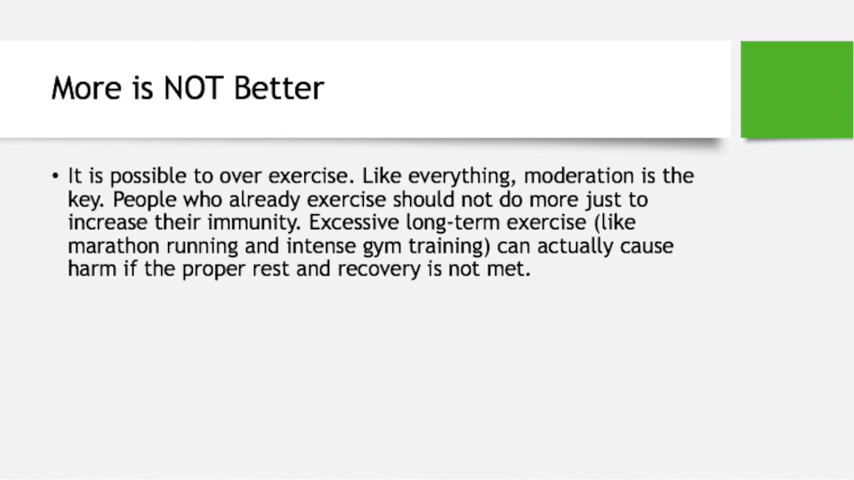 More is NOT Better
• It is possible to over exercise. Like everything, moderation is the
key. People who already exercise should not do more just to
increase their immunity. Excessive long-term exercise (like
marathon running and intense gym training) can actually cause
harm if the proper rest and recovery is not met.